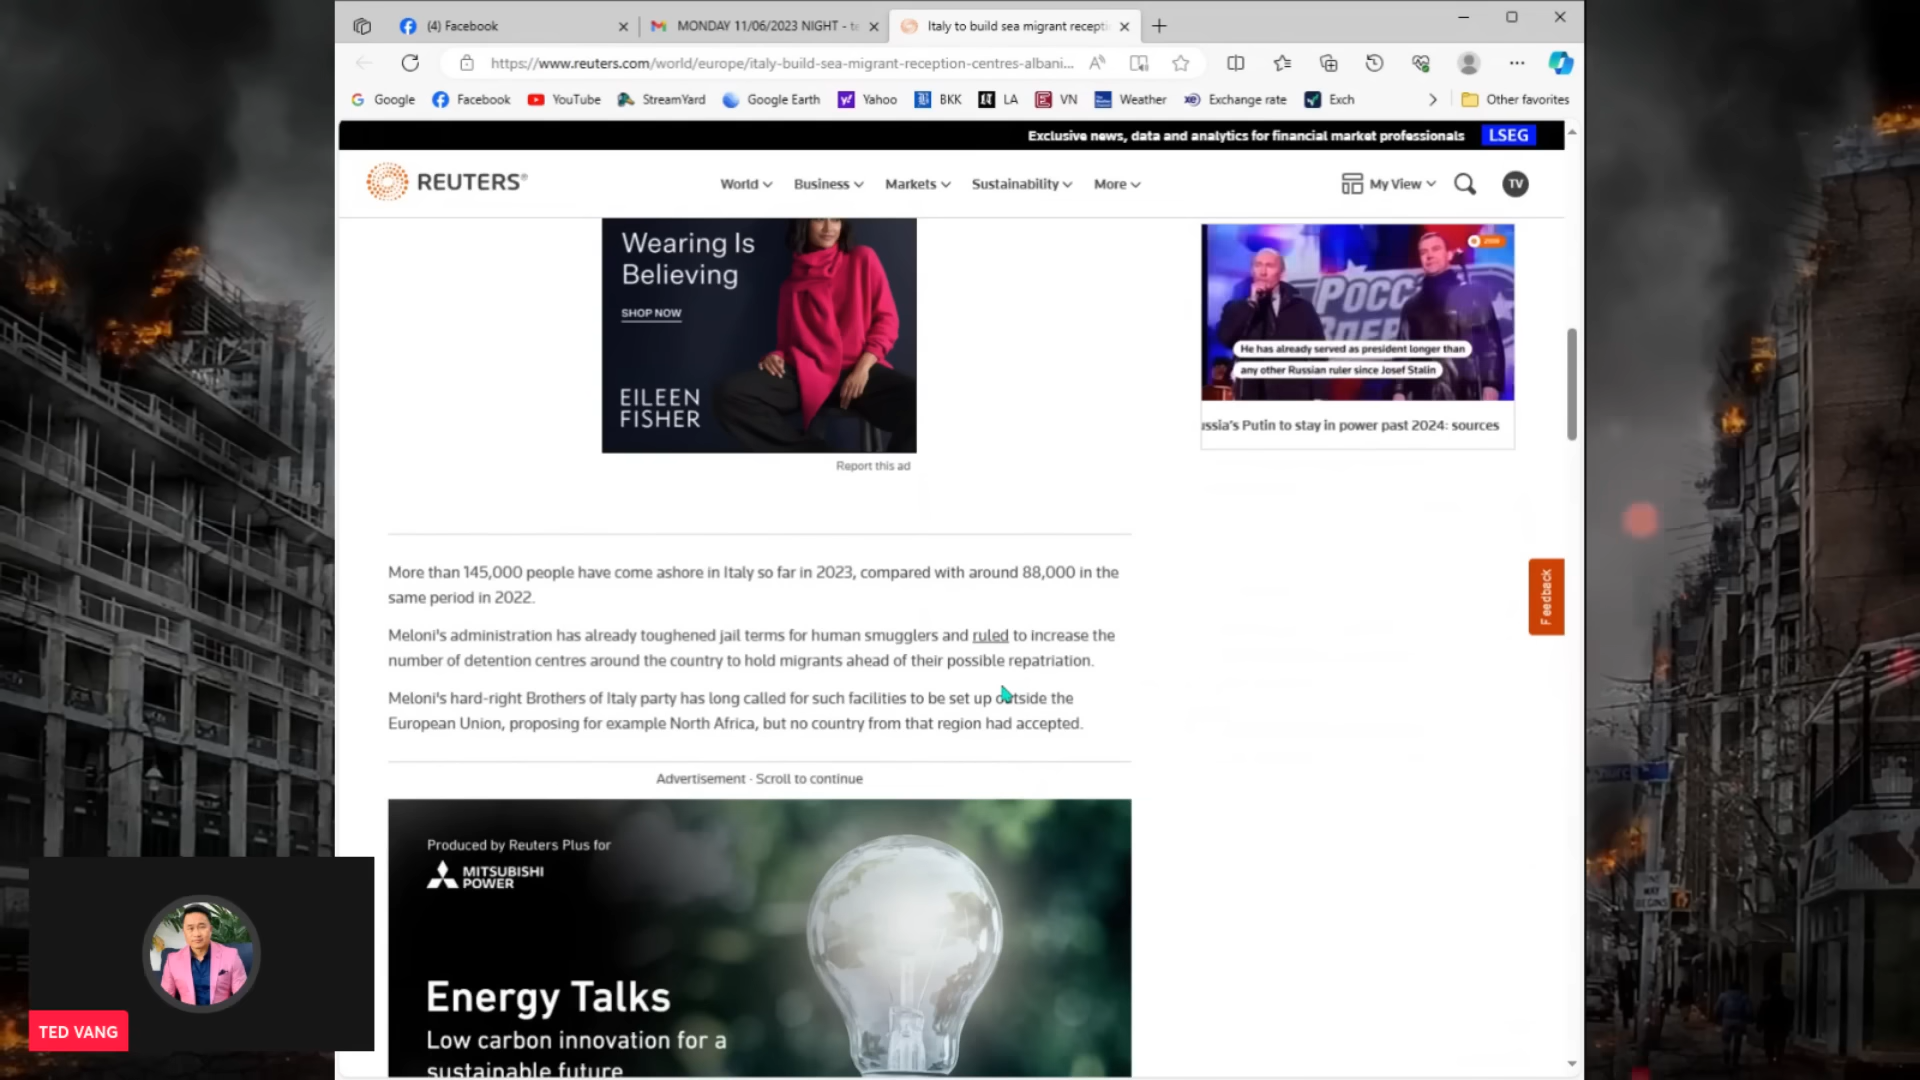 (4) Facebook
MONDAY 11/06/2023 NIGHT - te
Italy to build sea migrant recepti
https://www.reuters.com/world/europe/italy-build-sea-migrant-reception-centres-albani...
Google
Facebook
YouTube
StreamYard
Google Earth
Yahoo
BKK
LA
VN
Weather
Exchange rate
Exch
Other favorites
Exclusive news, data and analytics for financial market professionals LSEG
REUTERS®
World
Business
Markets
Sustainability
More
My View
TV
Wearing Is
Believing
SHOP NOW
EILEEN
FISHER
Report this ad
He has already served as president longer than
any other Russian ruler since Josef Stalin
ussia's Putin to stay in power past 2024: sources
More than 145,000 people have come ashore in Italy so far in 2023, compared with around 88,000 in the
same period in 2022.
Meloni's administration has already toughened jail terms for human smugglers and ruled to increase the
number of detention centres around the country to hold migrants ahead of their possible repatriation.
Meloni's hard-right Brothers of Italy party has long called for such facilities to be set up outside the
European Union, proposing for example North Africa, but no country from that region had accepted.
Feedback
Advertisement · Scroll to continue
Produced by Reuters Plus for
MITSUBISHI
POWER
Energy Talks
Low carbon innovation for a
sustainable future
TED VANG